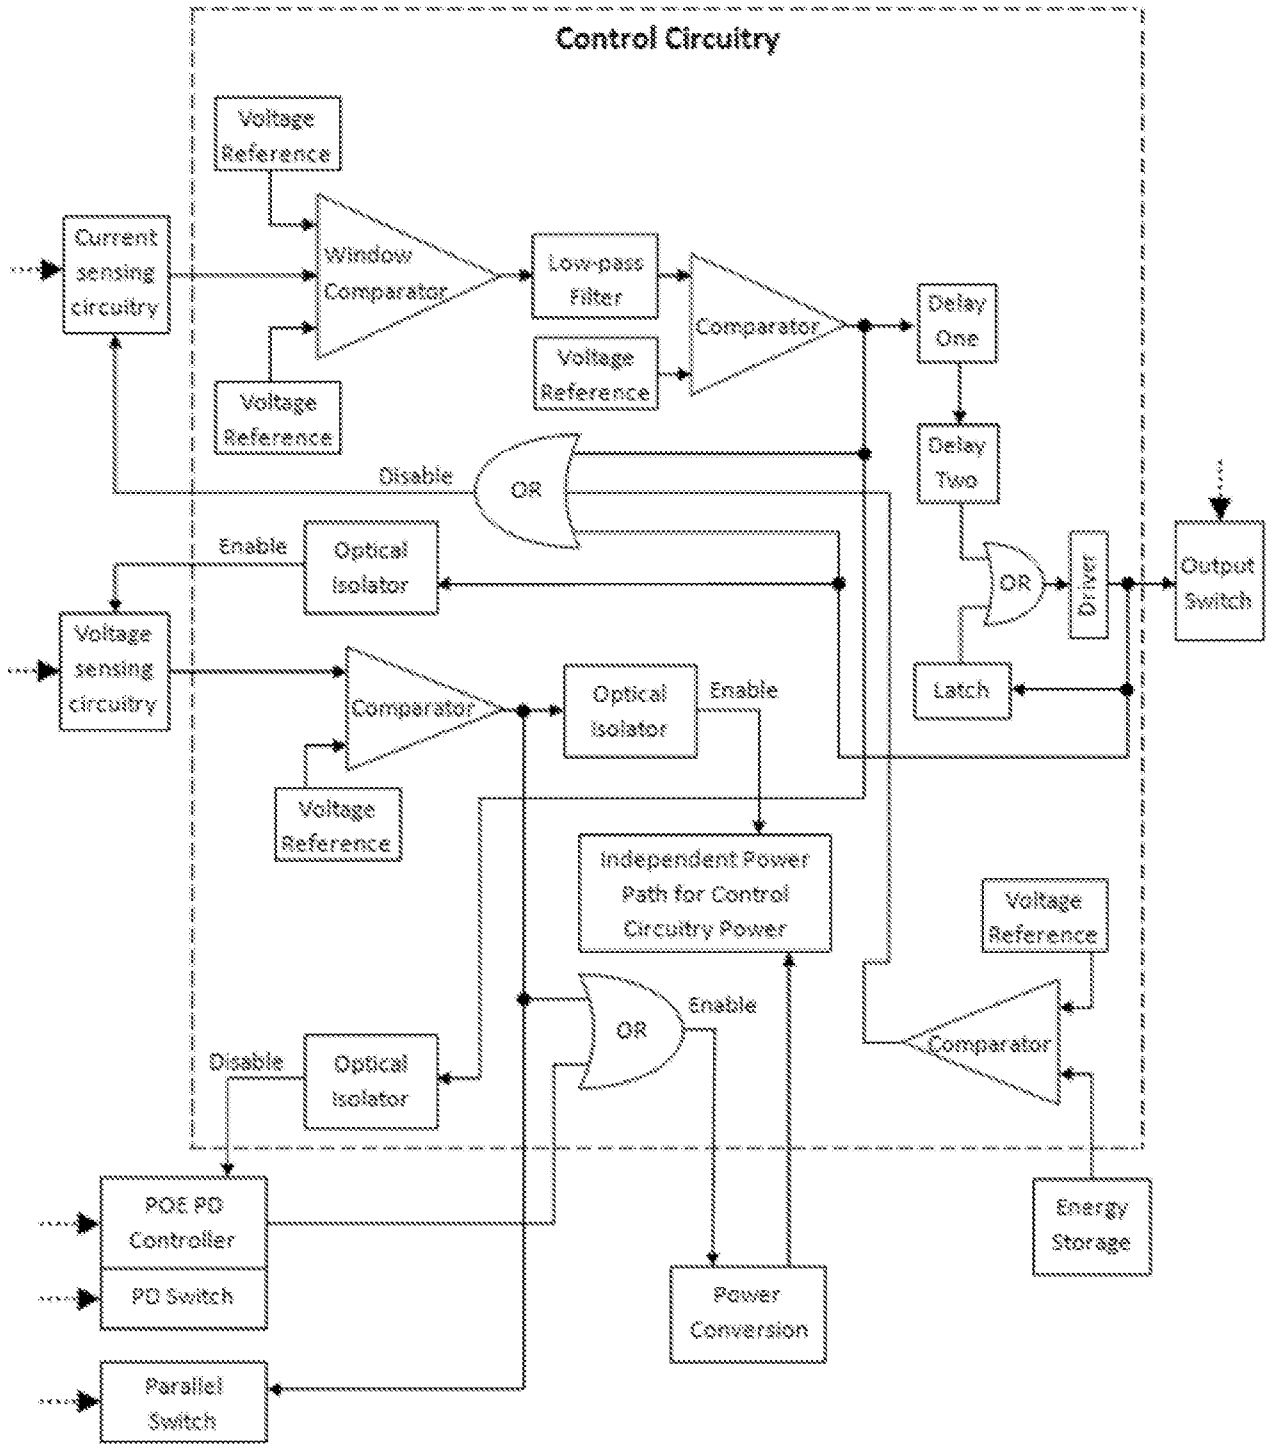 Control Circuitry
Voltage
Reference
Current
sensing
circuitry
Window
Comparator
Low-pass
Filter
Voltage
Reference
Comparator
Delay
One
Voltage
Reference
Delay
Two
Disable
OR
Enable
Optical
Isolator
OR
Driver
Output
Switch
Voltage
sensing
circuitry
Comparator
Optical
Isolator
Enable
Latch
Voltage
Reference
Independent Power
Path for Control
Circuitry Power
Voltage
Reference
OR
Enable
Comparator
Disable
Optical
Isolator
POE PD
Controller
PD Switch
Power
Conversion
Energy
Storage
Parallel
Switch